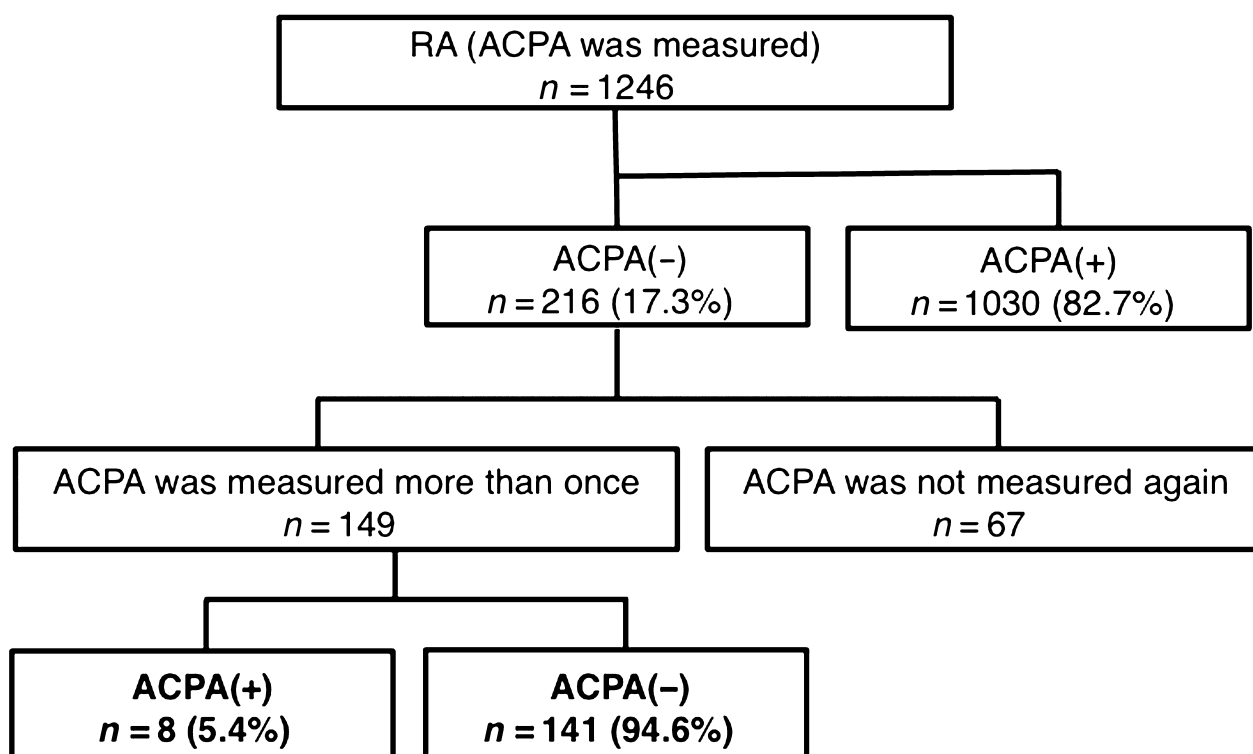 RA (ACPA was measured)
n = 1246
ACPA(−)
n = 216 (17.3%)
ACPA(+)
n = 1030 (82.7%)
ACPA was measured more than once
n = 149
ACPA was not measured again
n = 67
ACPA(+)
n = 8 (5.4%)
ACPA(−)
n = 141 (94.6%)